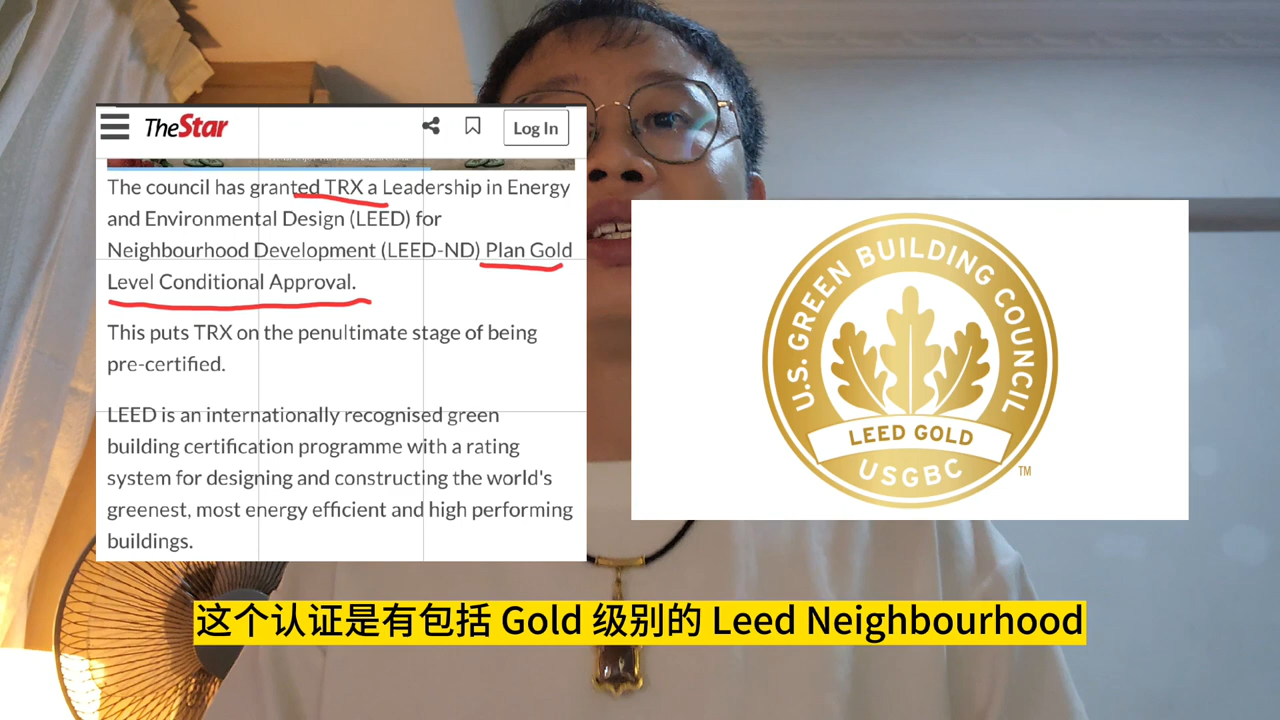 TheStar
Log In
The council has granted TRX a Leadership in Energy
and Environmental Design (LEED) for
Neighbourhood Development (LEED-ND) Plan Gold
Level Conditional Approval.
This puts TRX on the penultimate stage of being
pre-certified.
LEED is an internationally recognised green
building certification programme with a rating
system for designing and constructing the world's
greenest, most energy efficient and high performing
buildings.
U.S. GREEN BUILDING COUNCIL
LEED GOLD
USGBC
TM
这个认证是有包括 Gold 级别的 Leed Neighbourhood